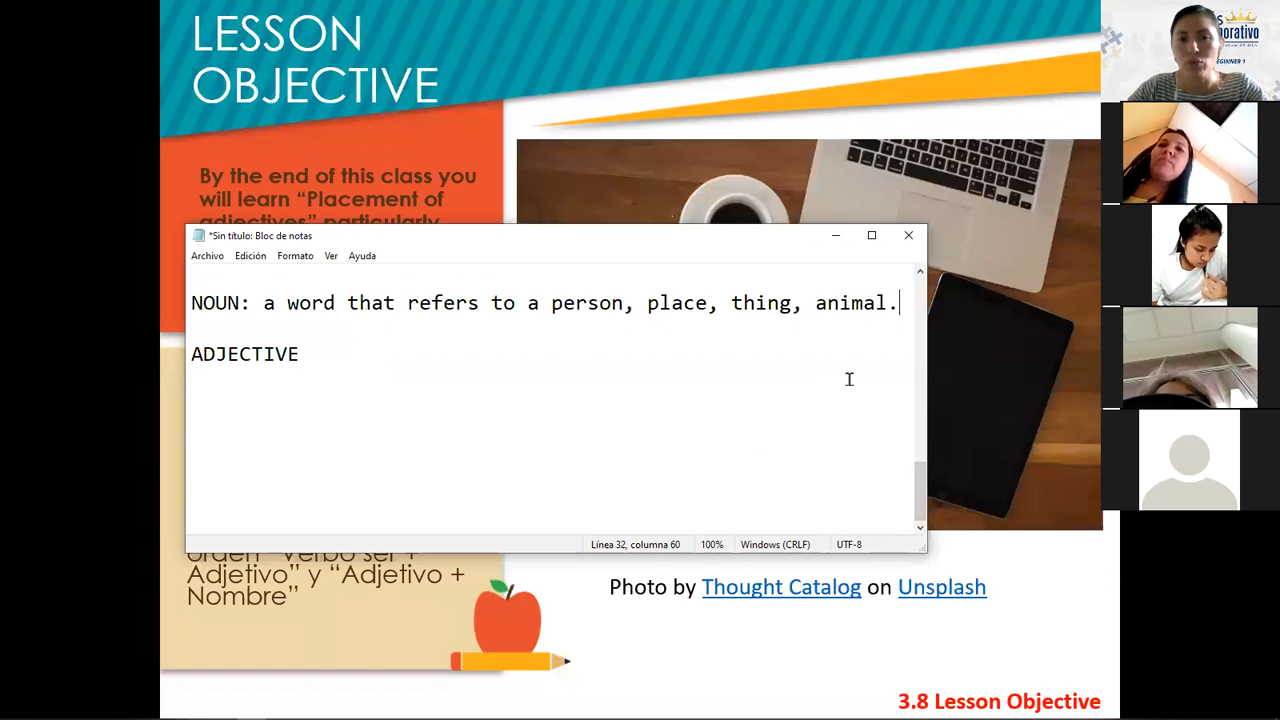 LESSON
OBJECTIVE
By the end of this class you
will learn “Placement of
adjectives” particularly
*Sin título: Bloc de notas
Archivo Edición Formato Ver Ayuda
NOUN: a word that refers to a person, place, thing, animal.
ADJECTIVE
Línea 32, columna 60 100% Windows (CRLF) UTF-8
orden “Verbo ser +
Adjetivo” y “Adjetivo +
Nombre”
Photo by Thought Catalog on Unsplash
3.8 Lesson Objective